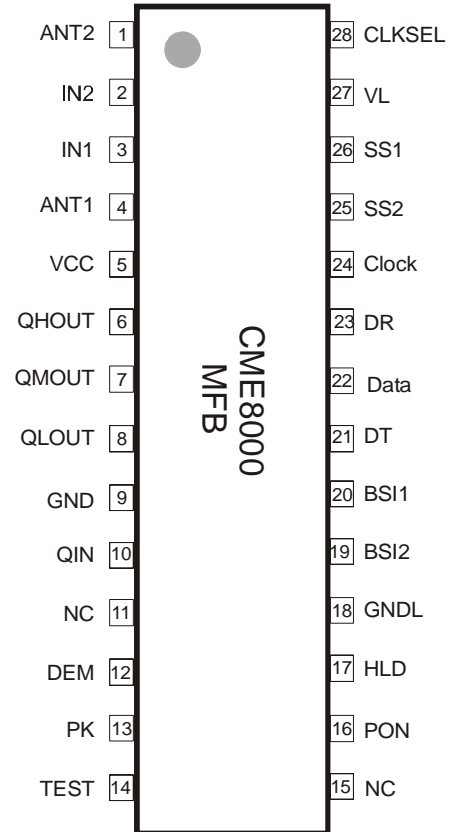 ANT2 1 28 CLKSEL
IN2 2 27 VL
IN1 3 26 SS1
ANT1 4 25 SS2
VCC 5 24 Clock
QHOUT 6 23 DR
QMOUT 7 22 Data
QLOUT 8 21 DT
GND 9 20 BSI1
QIN 10 19 BSI2
NC 11 18 GNDL
DEM 12 17 HLD
PK 13 16 PON
TEST 14 15 NC
CME8000
MFB